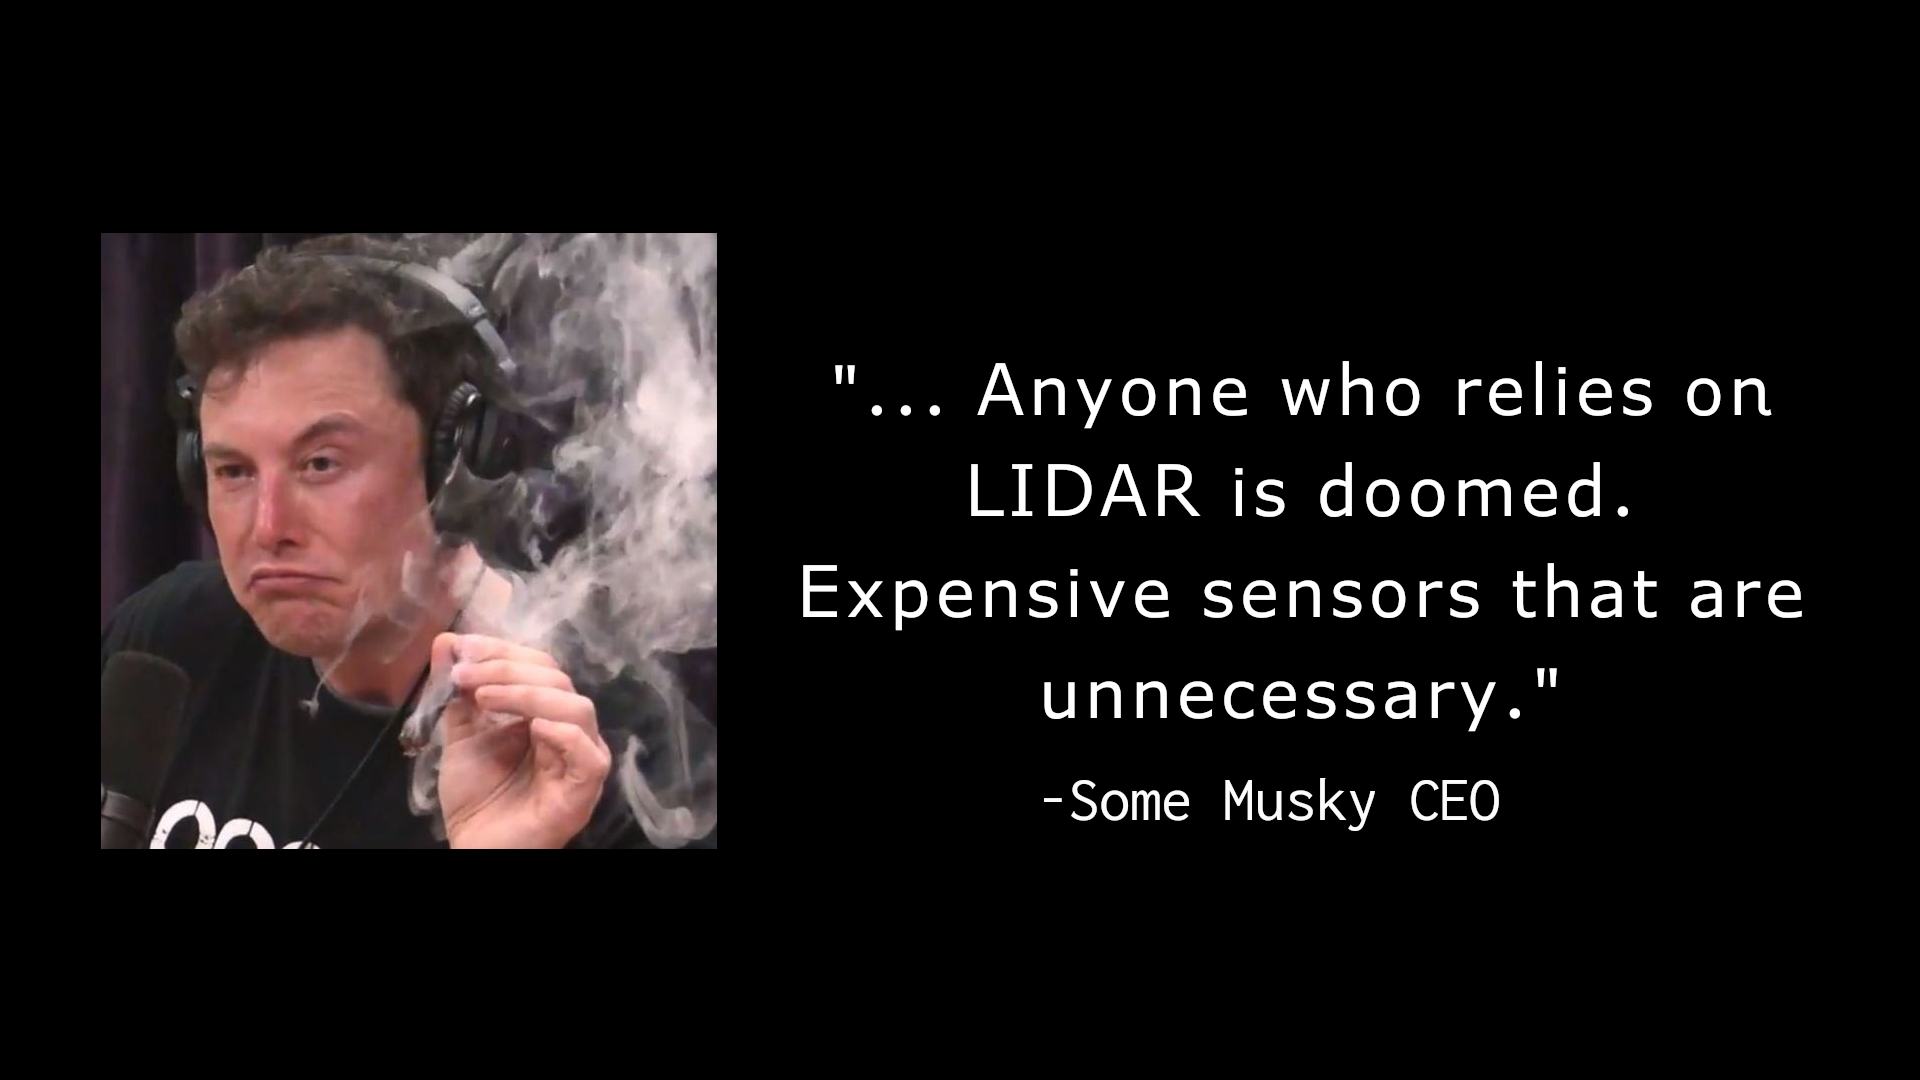 "... Anyone who relies on
LIDAR is doomed.
Expensive sensors that are
unnecessary."
-Some Musky CEO